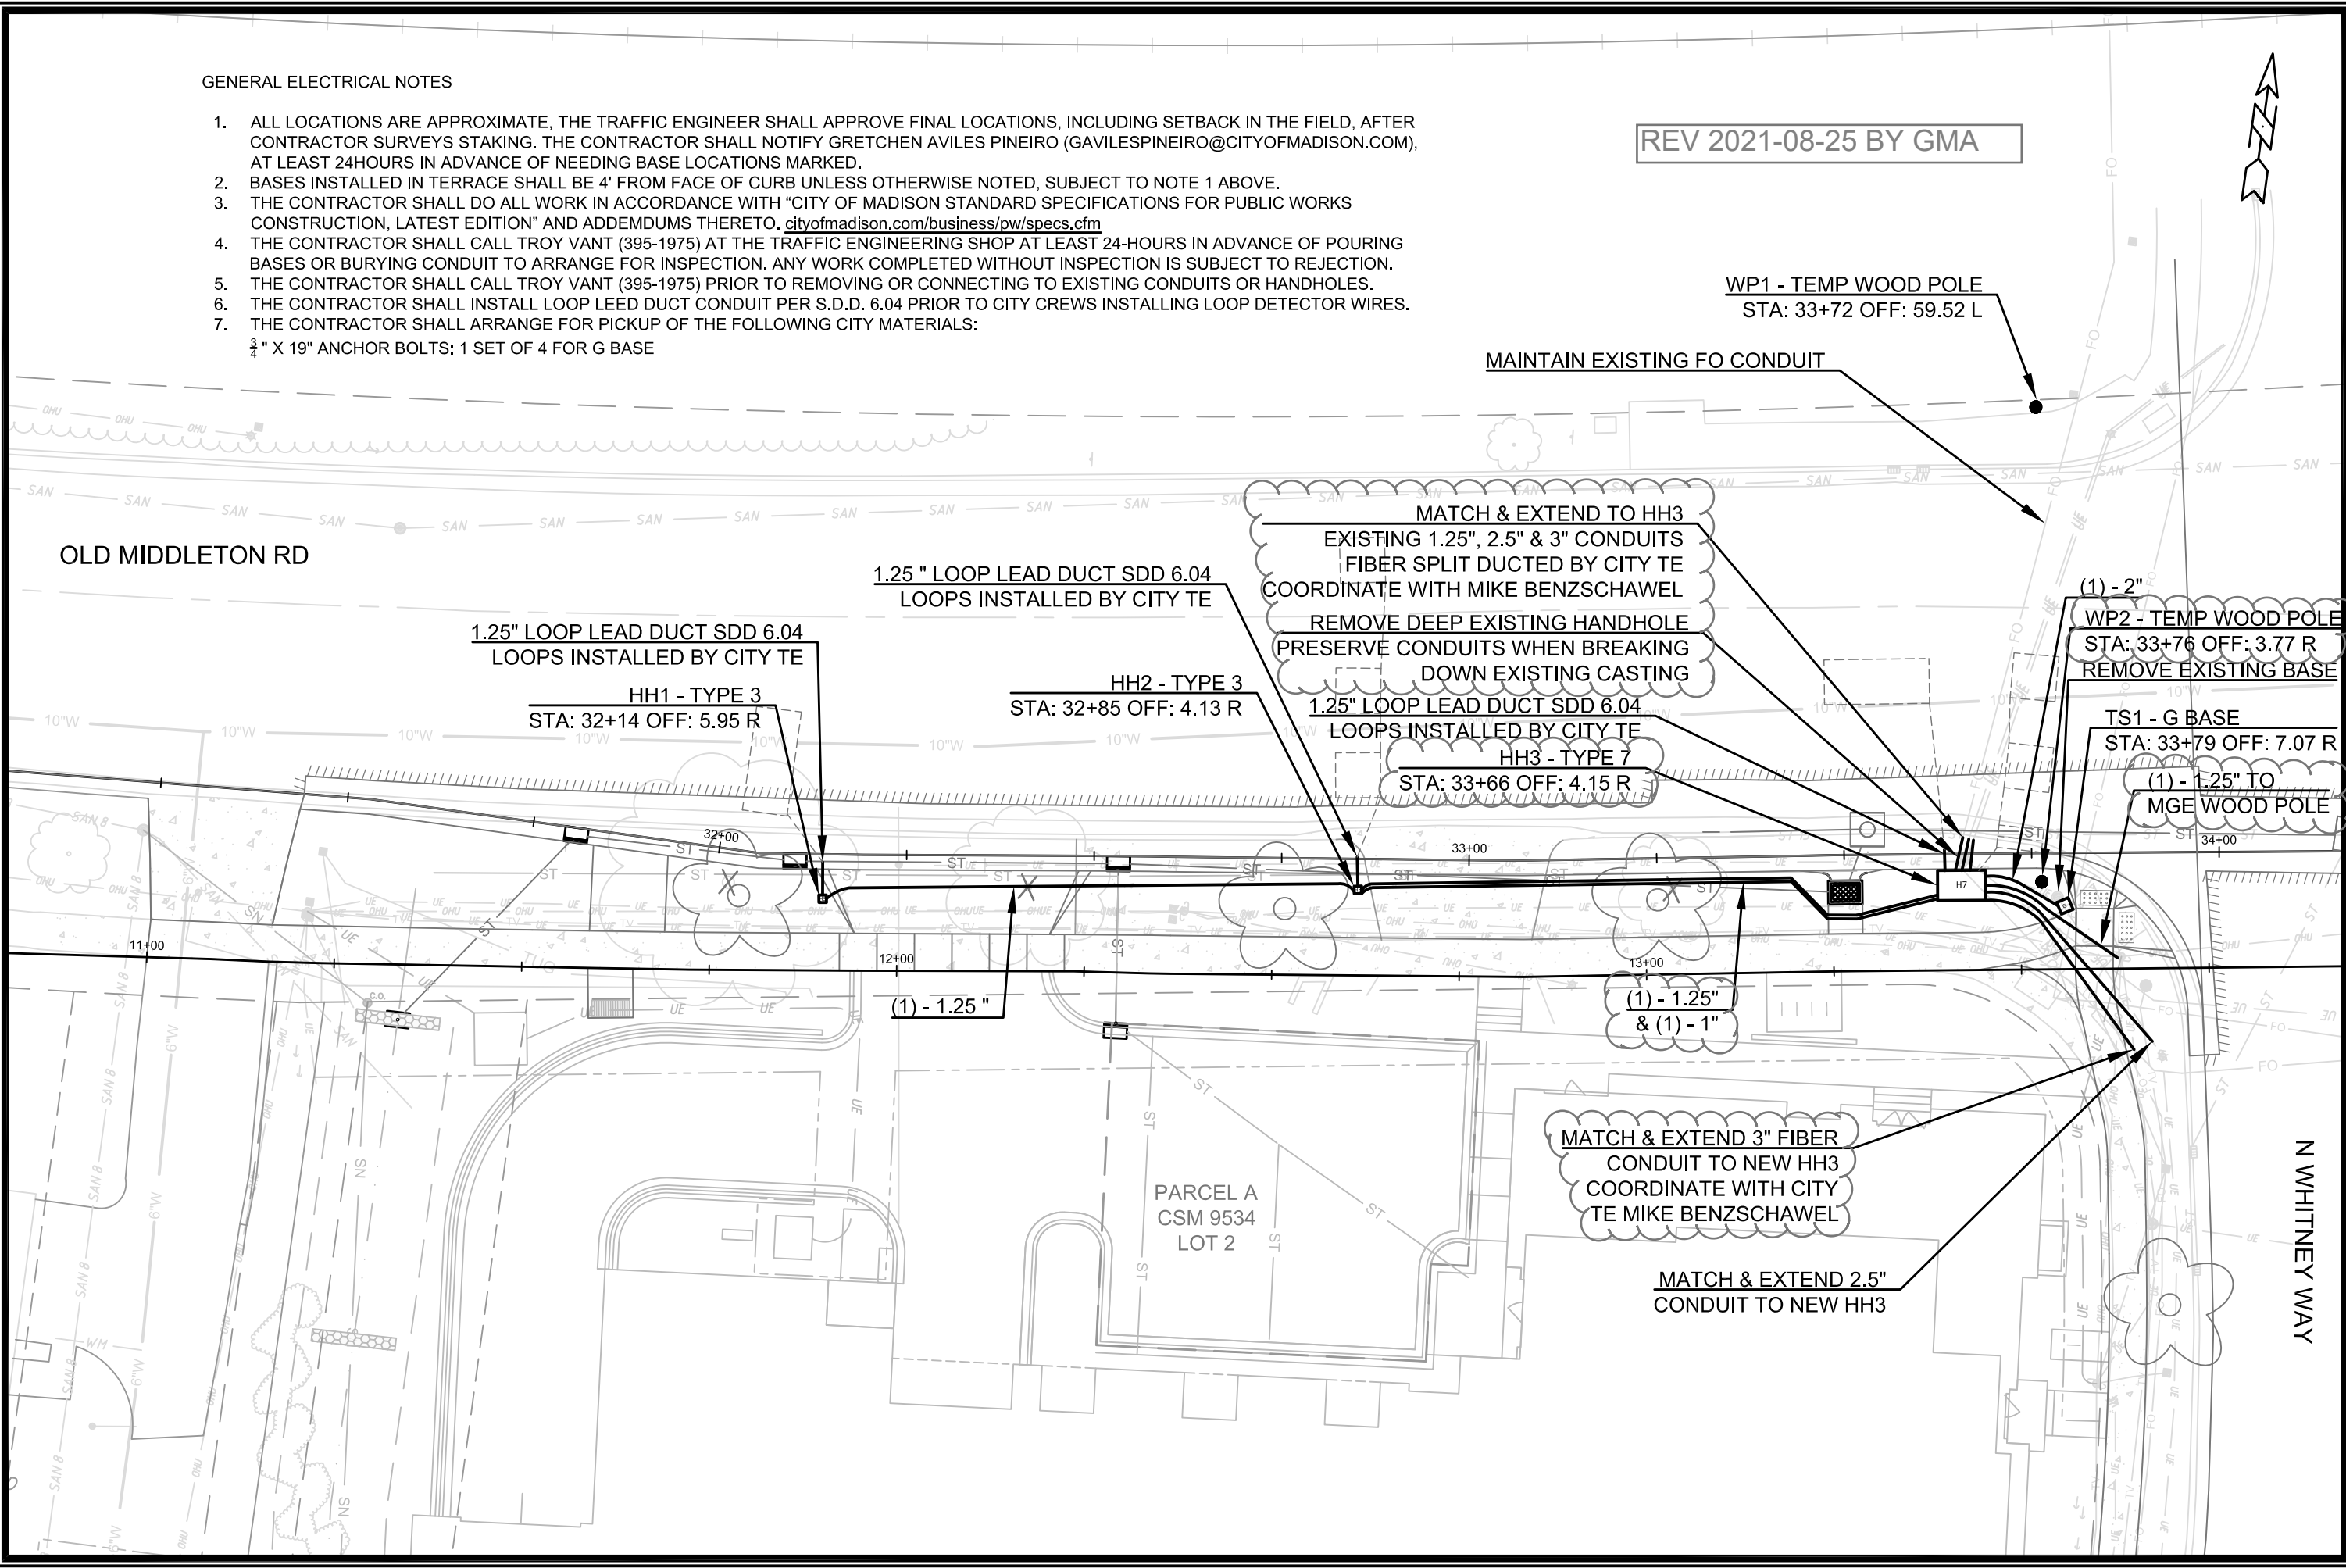 GENERAL ELECTRICAL NOTES
1. ALL LOCATIONS ARE APPROXIMATE, THE TRAFFIC ENGINEER SHALL APPROVE FINAL LOCATIONS, INCLUDING SETBACK IN THE FIELD, AFTER
CONTRACTOR SURVEYS STAKING. THE CONTRACTOR SHALL NOTIFY GRETCHEN AVILES PINEIRO (GAVILESPINEIRO@CITYOFMADISON.COM),
AT LEAST 24HOURS IN ADVANCE OF NEEDING BASE LOCATIONS MARKED.
2. BASES INSTALLED IN TERRACE SHALL BE 4' FROM FACE OF CURB UNLESS OTHERWISE NOTED, SUBJECT TO NOTE 1 ABOVE.
3. THE CONTRACTOR SHALL DO ALL WORK IN ACCORDANCE WITH “CITY OF MADISON STANDARD SPECIFICATIONS FOR PUBLIC WORKS
CONSTRUCTION, LATEST EDITION” AND ADDEMDUMS THERETO. cityofmadison.com/business/pw/specs.cfm
4. THE CONTRACTOR SHALL CALL TROY VANT (395-1975) AT THE TRAFFIC ENGINEERING SHOP AT LEAST 24-HOURS IN ADVANCE OF POURING
BASES OR BURYING CONDUIT TO ARRANGE FOR INSPECTION. ANY WORK COMPLETED WITHOUT INSPECTION IS SUBJECT TO REJECTION.
5. THE CONTRACTOR SHALL CALL TROY VANT (395-1975) PRIOR TO REMOVING OR CONNECTING TO EXISTING CONDUITS OR HANDHOLES.
6. THE CONTRACTOR SHALL INSTALL LOOP LEED DUCT CONDUIT PER S.D.D. 6.04 PRIOR TO CITY CREWS INSTALLING LOOP DETECTOR WIRES.
7. THE CONTRACTOR SHALL ARRANGE FOR PICKUP OF THE FOLLOWING CITY MATERIALS:
3/4" X 19" ANCHOR BOLTS: 1 SET OF 4 FOR G BASE
REV 2021-08-25 BY GMA
WP1 - TEMP WOOD POLE
STA: 33+72 OFF: 59.52 L
MAINTAIN EXISTING FO CONDUIT
OLD MIDDLETON RD
MATCH & EXTEND TO HH3
EXISTING 1.25", 2.5" & 3" CONDUITS
FIBER SPLIT DUCTED BY CITY TE
COORDINATE WITH MIKE BENZSCHAWEL
REMOVE DEEP EXISTING HANDHOLE
PRESERVE CONDUITS WHEN BREAKING
DOWN EXISTING CASTING
1.25" LOOP LEAD DUCT SDD 6.04
LOOPS INSTALLED BY CITY TE
HH3 - TYPE 7
STA: 33+66 OFF: 4.15 R
1.25 " LOOP LEAD DUCT SDD 6.04
LOOPS INSTALLED BY CITY TE
HH2 - TYPE 3
STA: 32+85 OFF: 4.13 R
1.25" LOOP LEAD DUCT SDD 6.04
LOOPS INSTALLED BY CITY TE
HH1 - TYPE 3
STA: 32+14 OFF: 5.95 R
(1) - 2"
WP2 - TEMP WOOD POLE
STA: 33+76 OFF: 3.77 R
REMOVE EXISTING BASE
TS1 - G BASE
STA: 33+79 OFF: 7.07 R
(1) - 1.25" TO
MGE WOOD POLE
32+00
33+00
34+00
H7
11+00
12+00
13+00
(1) - 1.25 "
(1) - 1.25"
& (1) - 1"
MATCH & EXTEND 3" FIBER
CONDUIT TO NEW HH3
COORDINATE WITH CITY
TE MIKE BENZSCHAWEL
MATCH & EXTEND 2.5"
CONDUIT TO NEW HH3
PARCEL A
CSM 9534
LOT 2
N WHITNEY WAY